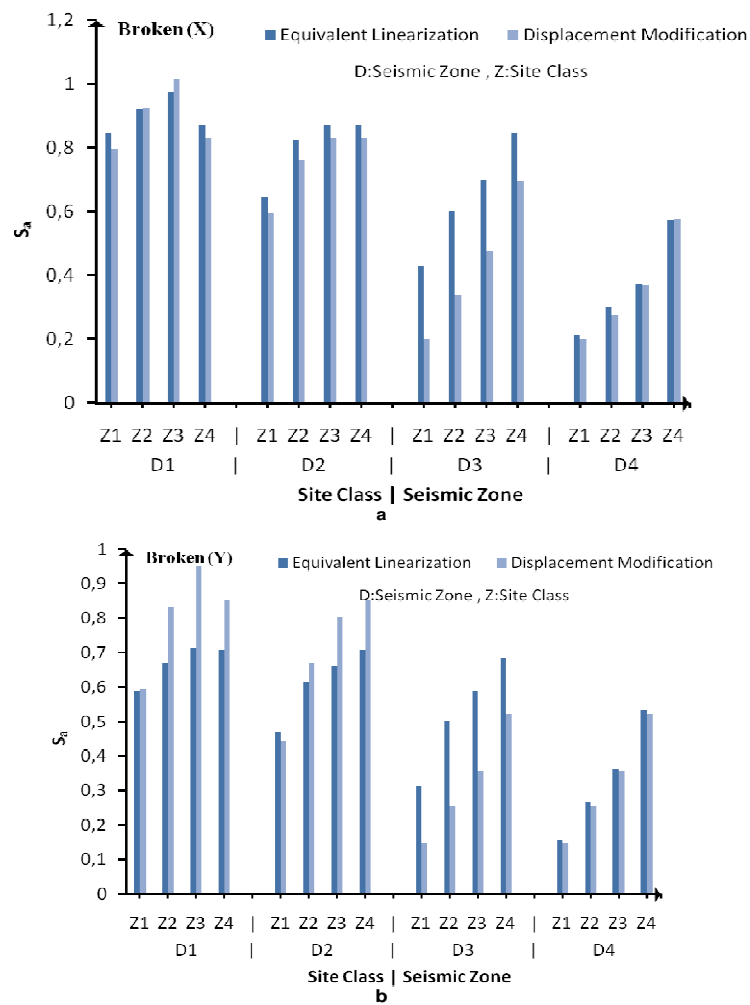 1,2
Broken (X)
Equivalent Linearization
Displacement Modification
D:Seismic Zone , Z:Site Class
1
0,8
0,6
0,4
0,2
0
Sa
Z1 Z2 Z3 Z4 | Z1 Z2 Z3 Z4 | Z1 Z2 Z3 Z4 | Z1 Z2 Z3 Z4
D1 | D2 | D3 | D4
Site Class | Seismic Zone
a
1
Broken (Y)
Equivalent Linearization
Displacement Modification
D:Seismic Zone , Z:Site Class
0,9
0,8
0,7
0,6
0,5
0,4
0,3
0,2
0,1
0
Sa
Z1 Z2 Z3 Z4 | Z1 Z2 Z3 Z4 | Z1 Z2 Z3 Z4 | Z1 Z2 Z3 Z4
D1 | D2 | D3 | D4
Site Class | Seismic Zone
b